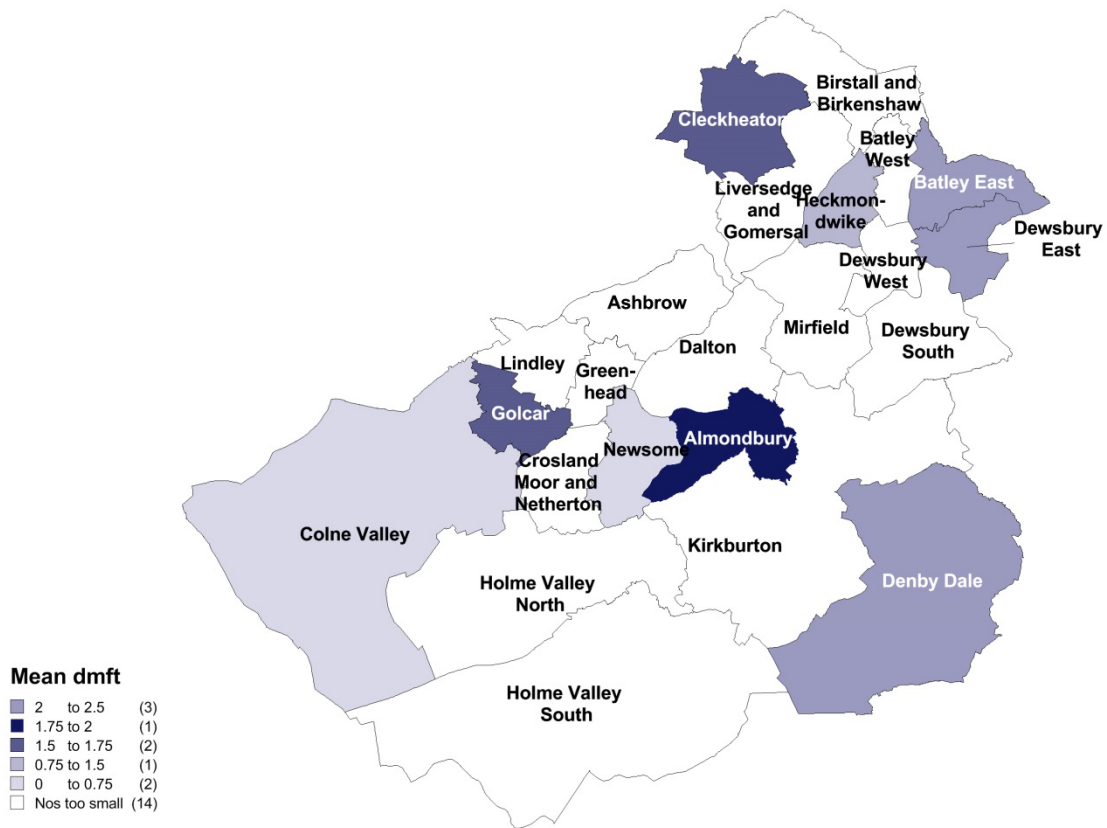 Birstall and
Birkenshaw
Cleckheaton
Batley
West
Batley East
Liversedge
and
Gomersal
Heckmon-
dwike
Dewsbury
East
Dewsbury
West
Ashbrow
Mirfield
Dewsbury
South
Dalton
Lindley
Green-
head
Golcar
Almondbury
Newsome
Crosland
Moor and
Netherton
Colne Valley
Kirkburton
Holme Valley
North
Denby Dale
Holme Valley
South
Mean dmft
2 to 2.5 (3)
1.75 to 2 (1)
1.5 to 1.75 (2)
0.75 to 1.5 (1)
0 to 0.75 (2)
Nos too small (14)